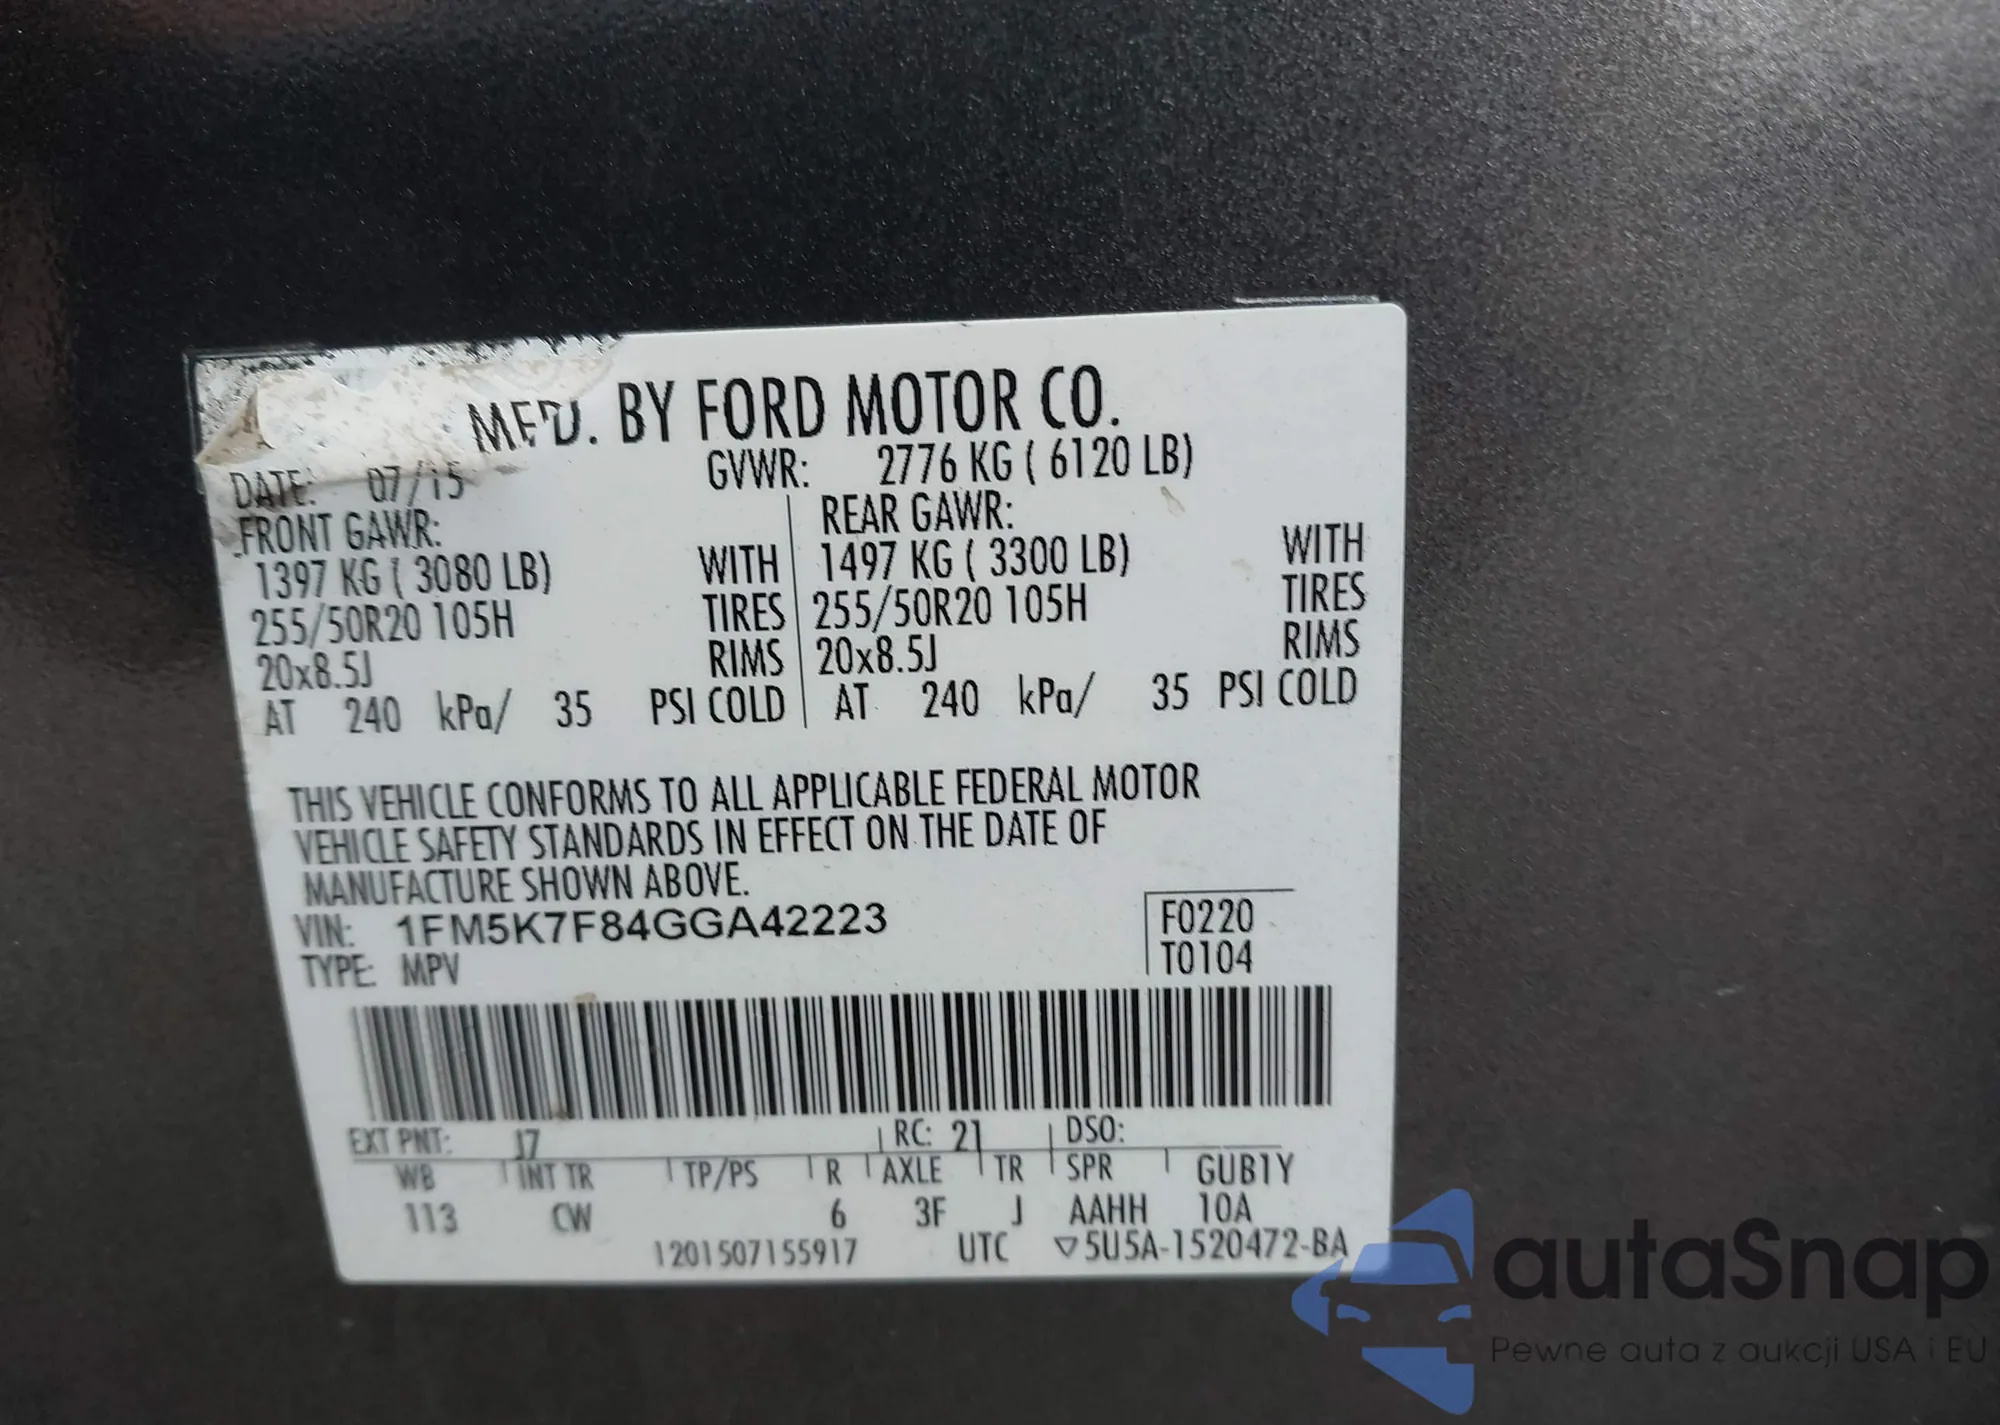 MFD. BY FORD MOTOR CO.
DATE: 07/15 GVWR: 2776 KG ( 6120 LB)
FRONT GAWR: REAR GAWR:
1397 KG ( 3080 LB) WITH 1497 KG ( 3300 LB) WITH
255/50R20 105H TIRES 255/50R20 105H TIRES
20x8.5J RIMS 20x8.5J RIMS
AT 240 kPa/ 35 PSI COLD AT 240 kPa/ 35 PSI COLD
THIS VEHICLE CONFORMS TO ALL APPLICABLE FEDERAL MOTOR
VEHICLE SAFETY STANDARDS IN EFFECT ON THE DATE OF
MANUFACTURE SHOWN ABOVE.
VIN: 1FM5K7F84GGA42223 F0220
TYPE: MPV T0104
EXT PNT: J7 RC: 21 DSO:
WB INT TR TP/PS R AXLE TR SPR GUB1Y
113 CW 6 3F J AAHH 10A
1201507155917 UTC ▽5U5A-1520472-BA
autaSnap
Pewne auta z aukcji USA i EU